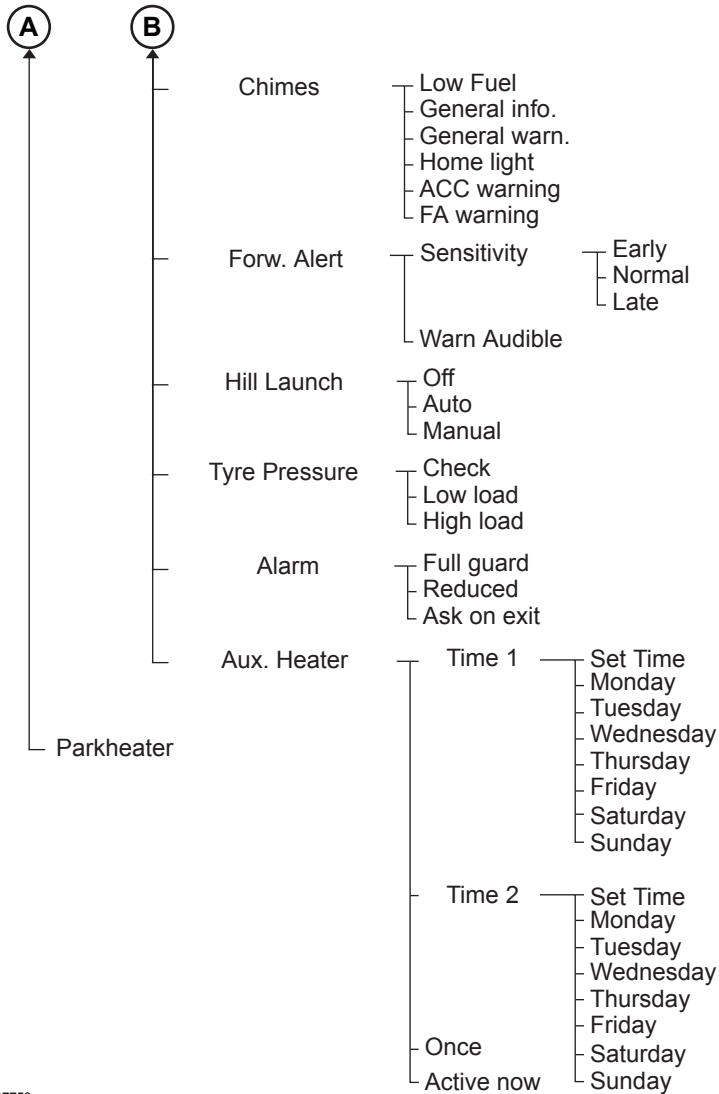 A B
Chimes Low Fuel
General info.
General warn.
Home light
ACC warning
FA warning
Forw. Alert Sensitivity Early
Normal
Late
Warn Audible
Hill Launch Off
Auto
Manual
Tyre Pressure Check
Low load
High load
Alarm Full guard
Reduced
Ask on exit
Aux. Heater Time 1 Set Time
Monday
Tuesday
Wednesday
Parkheater
Thursday
Friday
Saturday
Sunday
Time 2 Set Time
Monday
Tuesday
Wednesday
Thursday
Friday
Once
Saturday
Active now Sunday